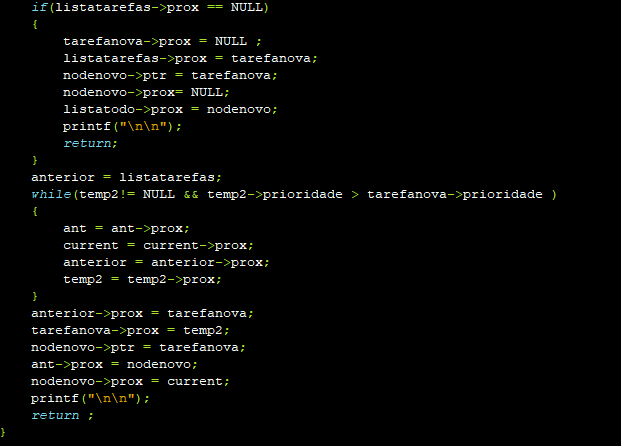 if(listatarefas->prox == NULL)
{
tarefanova->prox = NULL ;
listatarefas->prox = tarefanova;
nodenovo->ptr = tarefanova;
nodenovo->prox= NULL;
listatodo->prox = nodenovo;
printf("\n\n");
return;
}
anterior = listatarefas;
while(temp2!= NULL && temp2->prioridade > tarefanova->prioridade )
{
ant = ant->prox;
current = current->prox;
anterior = anterior->prox;
temp2 = temp2->prox;
}
anterior->prox = tarefanova;
tarefanova->prox = temp2;
nodenovo->ptr = tarefanova;
ant->prox = nodenovo;
nodenovo->prox = current;
printf("\n\n");
return ;
}